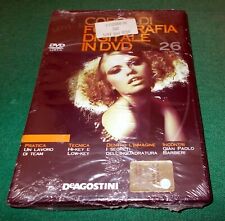 CORSO DI
FOTOGRAFIA
DIGITALE
IN DVD
26
DVD
PRATICA
UN LAVORO
DI TEAM
TECNICA
HI-KEY E
LOW-KEY
DENTRO L'IMMAGINE
I SEGRETI
DELL'INQUADRATURA
INCONTRI
GIAN PAOLO
BARBIERI
DEAGOSTINI